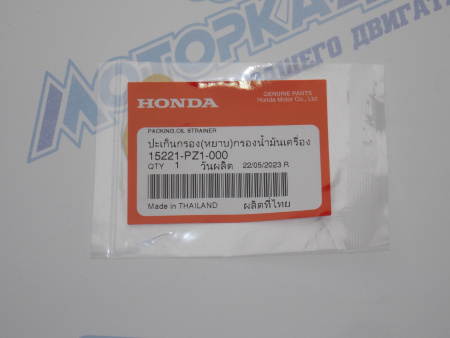 МОТОРКА
ШЕГО ДВИГАТ
HONDA
GENUINE PARTS
Honda Motor Co., Ltd.
PACKING,OIL STRAINER
ปะเก็นกรอง(หยาบ)กรองน้ำมันเครื่อง
15221-PZ1-000
QTY 1 วันผลิต 22/05/2023 R
Made in THAILAND ผลิตที่ไทย